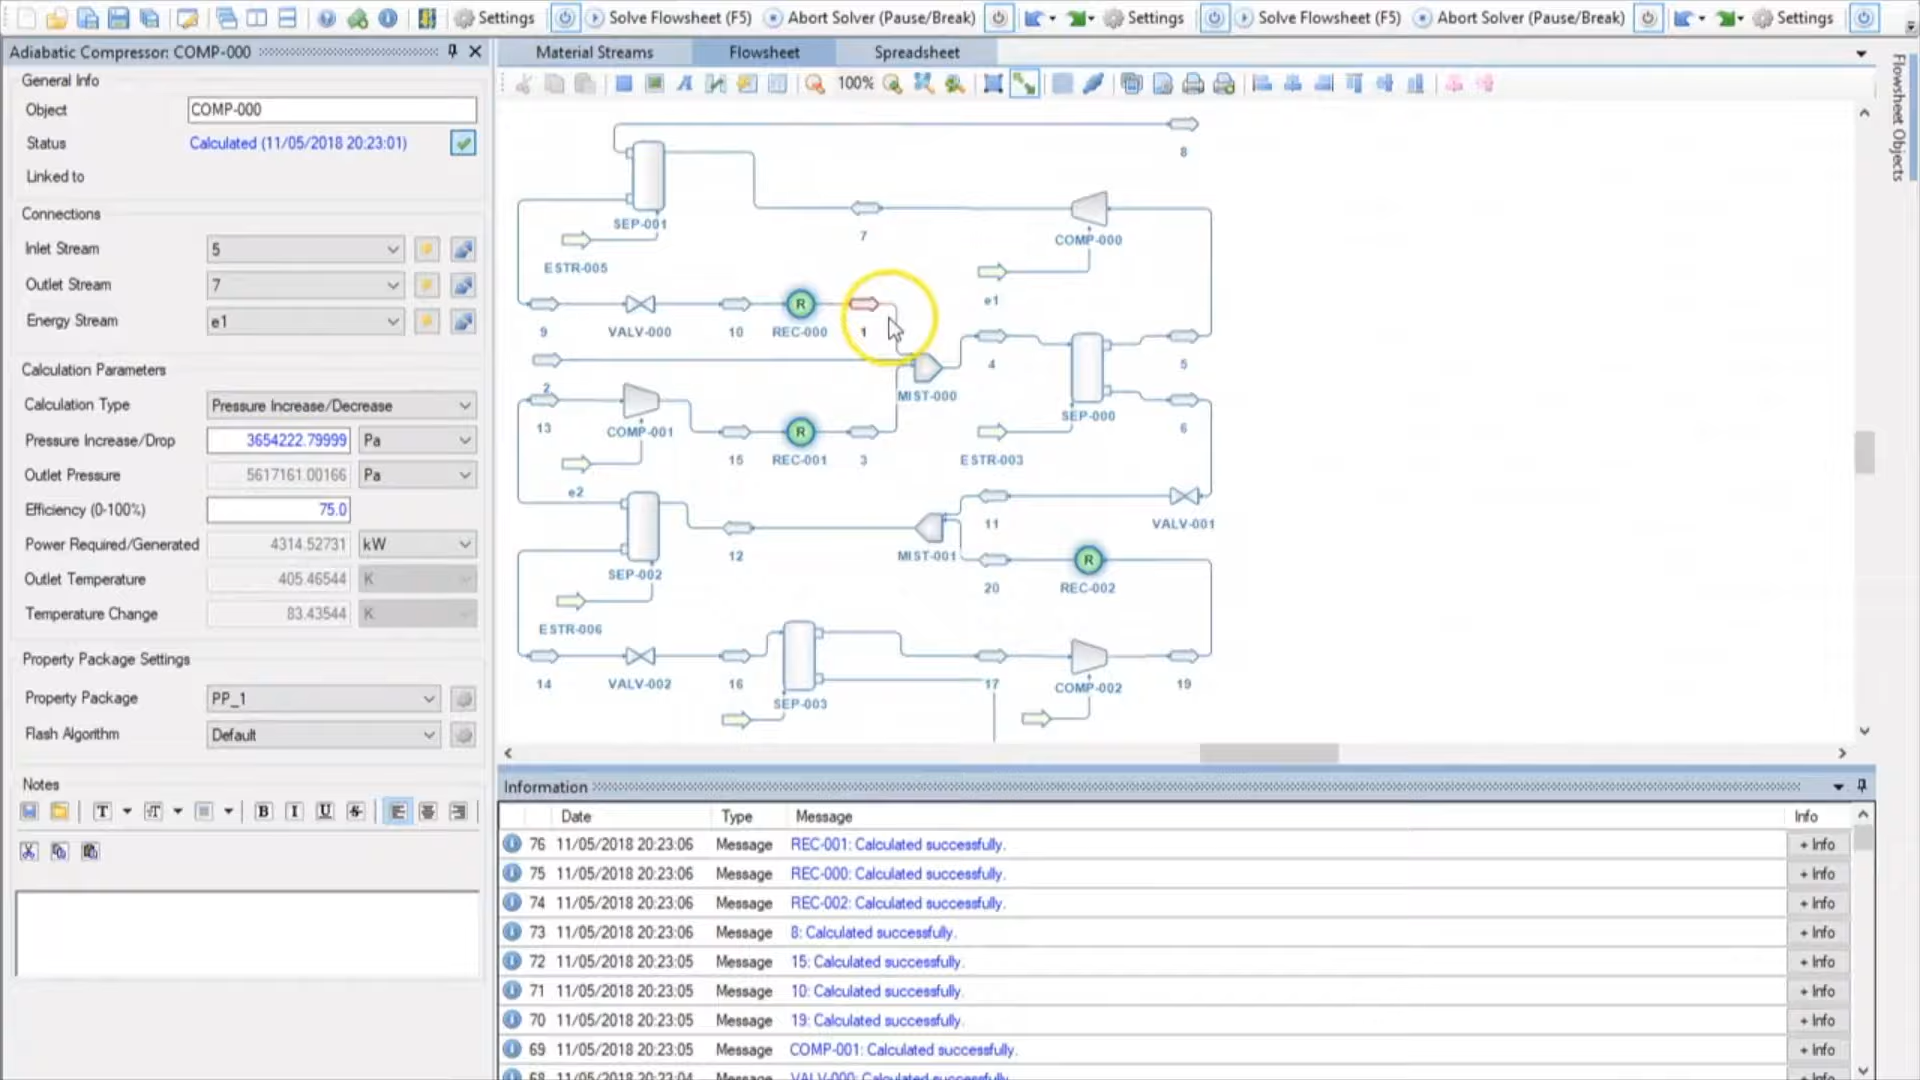 Settings Solve Flowsheet (F5) Abort Solver (Pause/Break) Settings Solve Flowsheet (F5) Abort Solver (Pause/Break) Settings
Adiabatic Compressor: COMP-000
General Info
Object COMP-000
Status Calculated (11/05/2018 20:23:01)
Linked to
Connections
Inlet Stream 5
Outlet Stream 7
Energy Stream e1
Calculation Parameters
Calculation Type Pressure Increase/Decrease
Pressure Increase/Drop 3654222.79999 Pa
Outlet Pressure 5617161.00166 Pa
Efficiency (0-100%) 75.0
Power Required/Generated 4314.52731 kW
Outlet Temperature 405.46544 K
Temperature Change 83.43544 K
Property Package Settings
Property Package PP_1
Flash Algorithm Default
Notes
T T B I U S
Material Streams Flowsheet Spreadsheet
A 100%
Flowsheet Objects
8
SEP-001
7
COMP-000
ESTR-005
e1
R
9 VALV-000 10 REC-000 1
4 5
2
MIST-000
SEP-000
13 COMP-001
R
15 REC-001 3
ESTR-003
6
e2
11 VALV-001
SEP-002
12
MIST-001
R
20 REC-002
ESTR-006
14 VALV-002 16
SEP-003
17
COMP-002
19
Information
Date Type Message Info
76 11/05/2018 20:23:06 Message REC-001: Calculated successfully. + Info
75 11/05/2018 20:23:06 Message REC-000: Calculated successfully. + Info
74 11/05/2018 20:23:06 Message REC-002: Calculated successfully. + Info
73 11/05/2018 20:23:06 Message 8: Calculated successfully. + Info
72 11/05/2018 20:23:05 Message 15: Calculated successfully. + Info
71 11/05/2018 20:23:05 Message 10: Calculated successfully. + Info
70 11/05/2018 20:23:05 Message 19: Calculated successfully. + Info
69 11/05/2018 20:23:05 Message COMP-001: Calculated successfully. + Info
68 11/05/2018 20:23:04 Message VALV-000: Calculated successfully. + Info